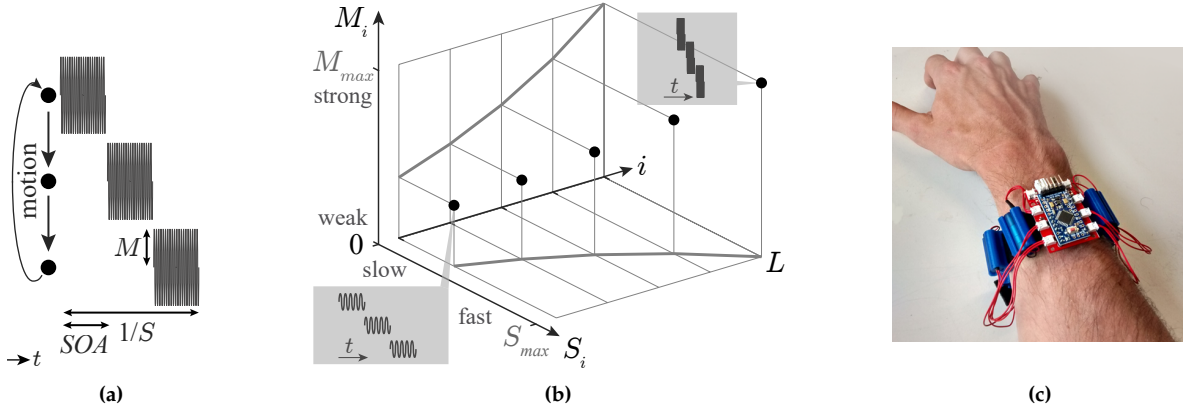 motion
M
SOA
1/S
t
(a)
M_i
M_max
strong
weak
0
slow
fast
S_max
S_i
i
L
t
t
(b)
(c)